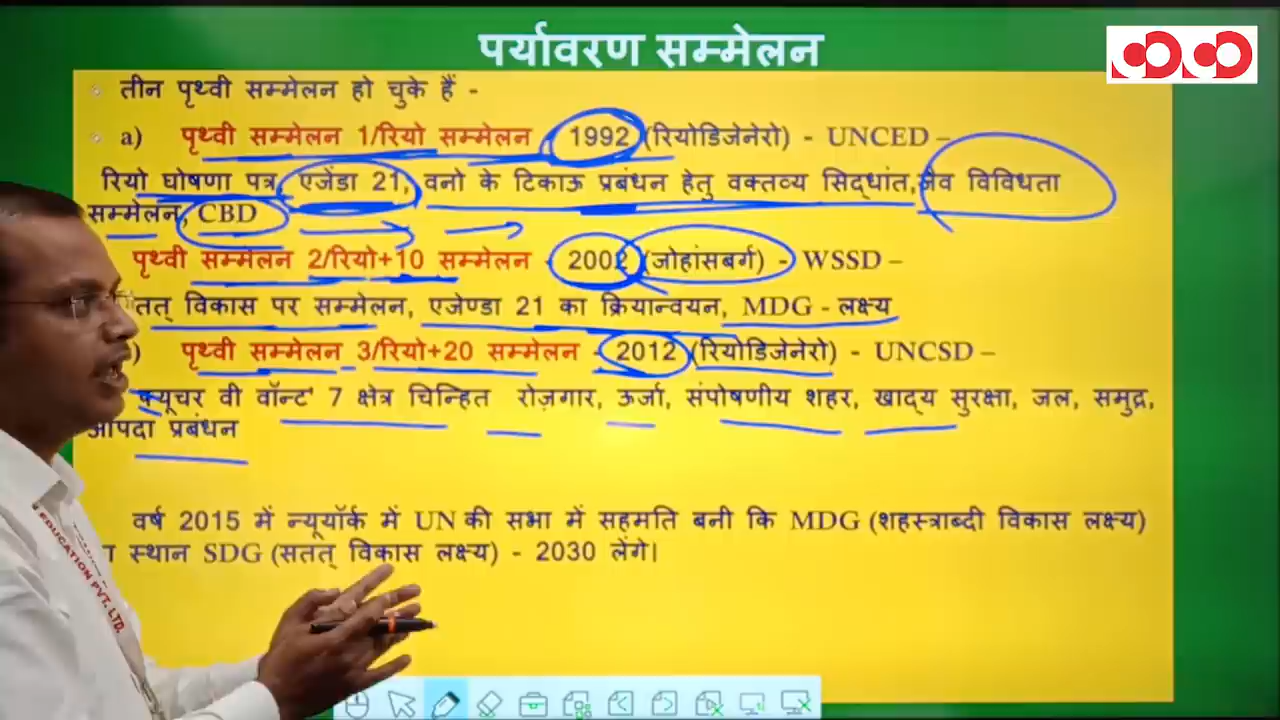 पर्यावरण सम्मेलन
तीन पृथ्वी सम्मेलन हो चुके हैं -
a) पृथ्वी सम्मेलन 1/रियो सम्मेलन - 1992 (रियोडिजेनेरो) - UNCED –
रियो घोषणा पत्र, एजेंडा 21, वनो के टिकाऊ प्रबंधन हेतु वक्तव्य सिद्धांत, जैव विविधता
सम्मेलन, CBD
पृथ्वी सम्मेलन 2/रियो+10 सम्मेलन - 2002 (जोहांसबर्ग) - WSSD –
विकास पर सम्मेलन, एजेण्डा 21 का क्रियान्वयन, MDG - लक्ष्य
पृथ्वी सम्मेलन 3/रियो+20 सम्मेलन - 2012 (रियोडिजेनेरो) - UNCSD –
फ्यूचर वी वॉन्ट' 7 क्षेत्र चिन्हित रोज़गार, ऊर्जा, संपोषणीय शहर, खाद्य सुरक्षा, जल, समुद्र,
आपदा प्रबंधन
वर्ष 2015 में न्यूयॉर्क में UN की सभा में सहमति बनी कि MDG (शहस्त्राब्दी विकास लक्ष्य)
स्थान SDG (सतत् विकास लक्ष्य) - 2030 लेंगे।
EDUCATION PVT. LTD.